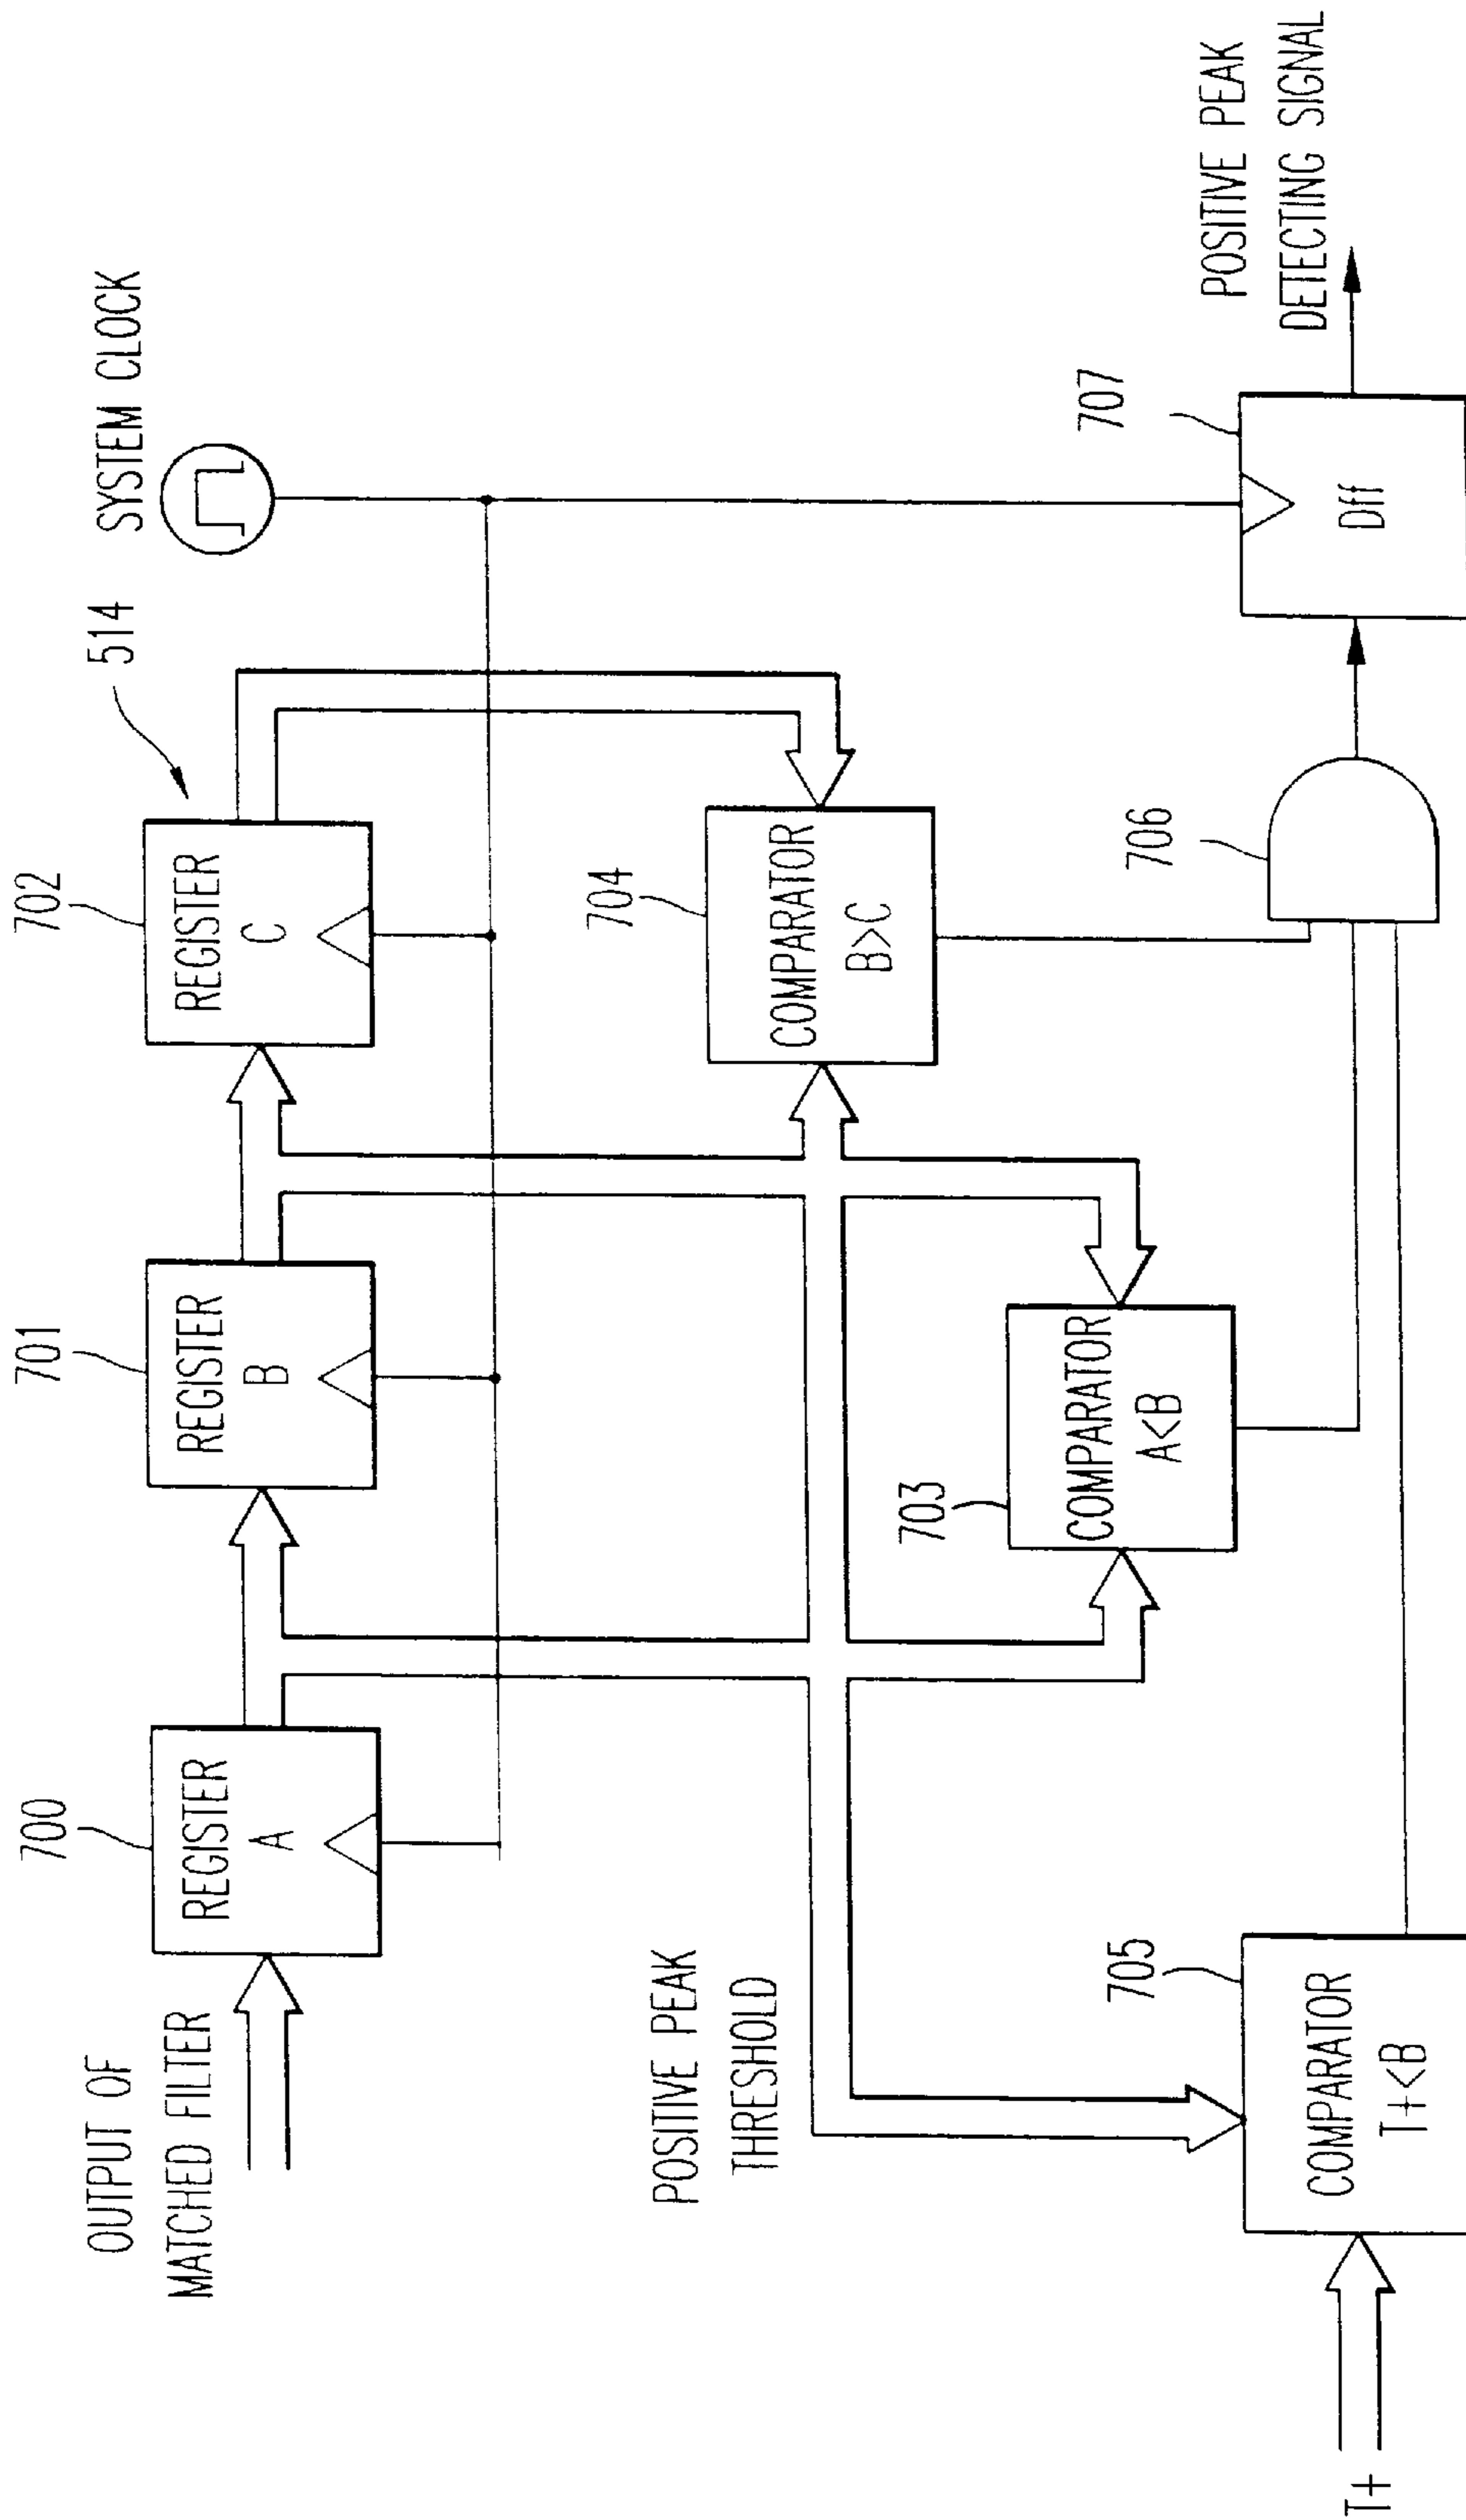 OUTPUT OF
MATCHED FILTER
700
REGISTER
A
701
REGISTER
B
702
REGISTER
C
514
SYSTEM CLOCK
POSITIVE PEAK
THRESHOLD
704
COMPARATOR
B>C
703
COMPARATOR
A<B
T+
705
COMPARATOR
T+<B
706
707
Dff
POSITIVE PEAK
DETECTING SIGNAL